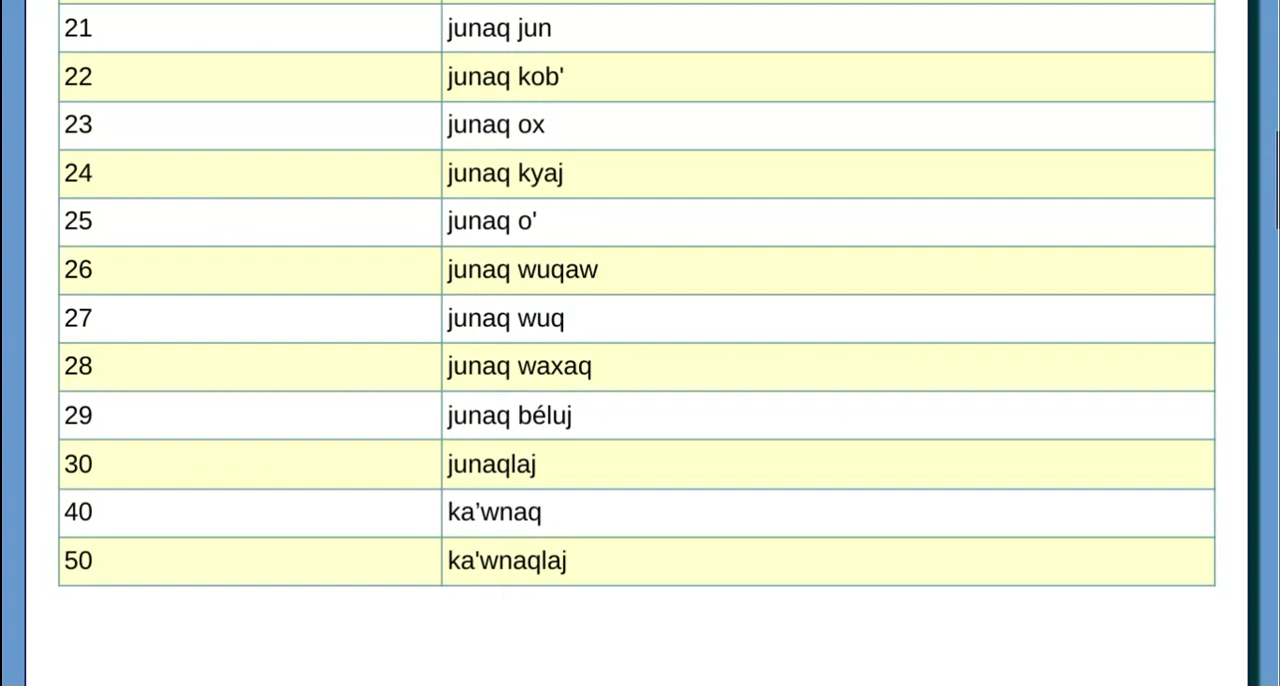 21 junaq jun
22 junaq kob'
23 junaq ox
24 junaq kyaj
25 junaq o'
26 junaq wuqaw
27 junaq wuq
28 junaq waxaq
29 junaq béluj
30 junaqlaj
40 ka’wnaq
50 ka'wnaqlaj